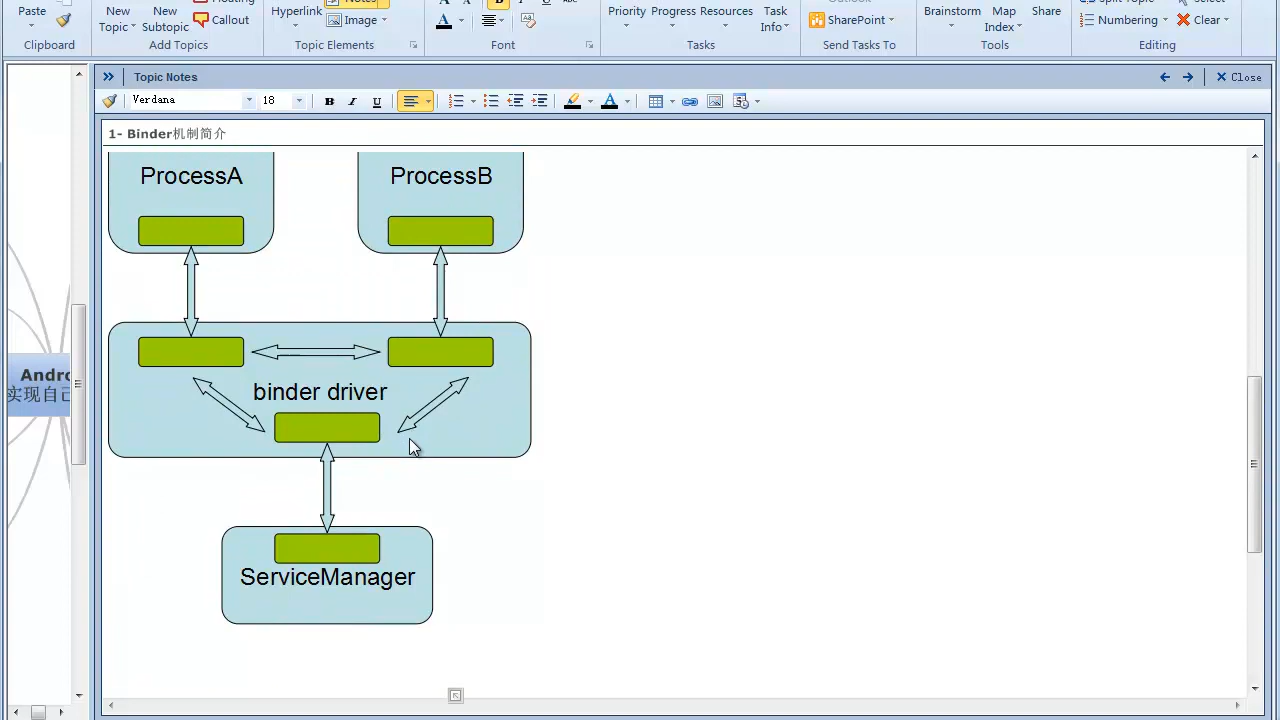 Paste
New
Topic
New
Subtopic
Callout
Hyperlink
Image
Notes
Priority
Progress
Resources
Task
Info
SharePoint
Brainstorm
Map
Index
Share
Numbering
Clear
Clipboard
Add Topics
Topic Elements
Font
Tasks
Send Tasks To
Tools
Editing
Topic Notes
Close
Verdana
18
B I U
A
1- Binder机制简介
ProcessA
ProcessB
binder driver
ServiceManager
Andro
实现自己